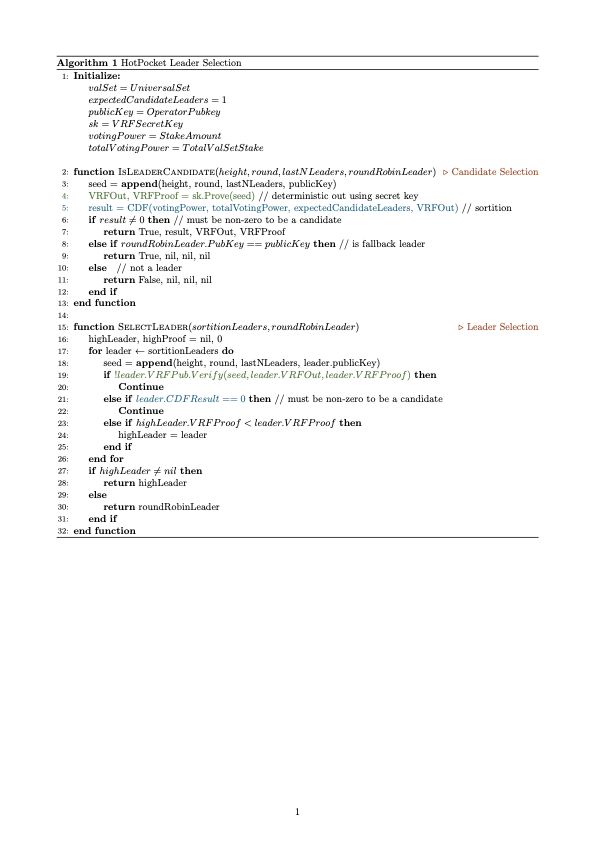 Algorithm 1 HotPocket Leader Selection
1: Initialize:
valSet = UniversalSet
expectedCandidateLeaders = 1
publicKey = OperatorPubkey
sk = VRFSecretKey
votingPower = StakeAmount
totalVotingPower = TotalValSetStake
2: function IsLeaderCandidate(height, round, lastNLeaders, roundRobinLeader) ▷ Candidate Selection
3: seed = append(height, round, lastNLeaders, publicKey)
4: VRFOut, VRFProof = sk.Prove(seed) // deterministic out using secret key
5: result = CDF(votingPower, totalVotingPower, expectedCandidateLeaders, VRFOut) // sortition
6: if result ≠ 0 then // must be non-zero to be a candidate
7: return True, result, VRFOut, VRFProof
8: else if roundRobinLeader.PubKey == publicKey then // is fallback leader
9: return True, nil, nil, nil
10: else // not a leader
11: return False, nil, nil, nil
12: end if
13: end function
14:
15: function SelectLeader(sortitionLeaders, roundRobinLeader) ▷ Leader Selection
16: highLeader, highProof = nil, 0
17: for leader ← sortitionLeaders do
18: seed = append(height, round, lastNLeaders, leader.publicKey)
19: if !leader.VRFPub.Verify(seed, leader.VRFOut, leader.VRFProof) then
20: Continue
21: else if leader.CDFResult == 0 then // must be non-zero to be a candidate
22: Continue
23: else if highLeader.VRFProof < leader.VRFProof then
24: highLeader = leader
25: end if
26: end for
27: if highLeader ≠ nil then
28: return highLeader
29: else
30: return roundRobinLeader
31: end if
32: end function
1